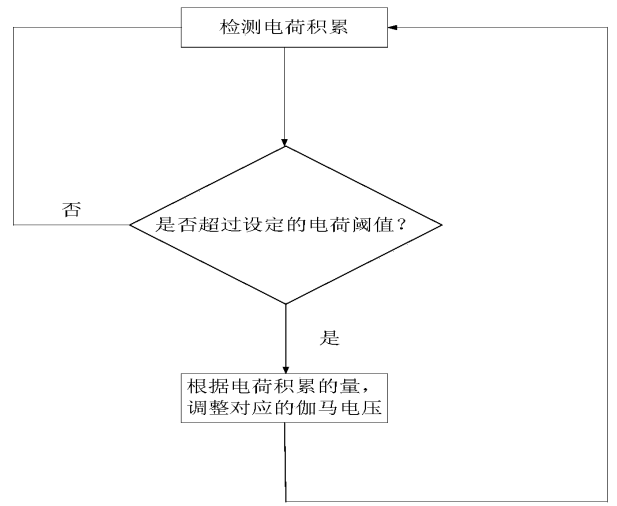 检测电荷积累
是否超过设定的电荷阈值？
否
是
根据电荷积累的量，
调整对应的伽马电压